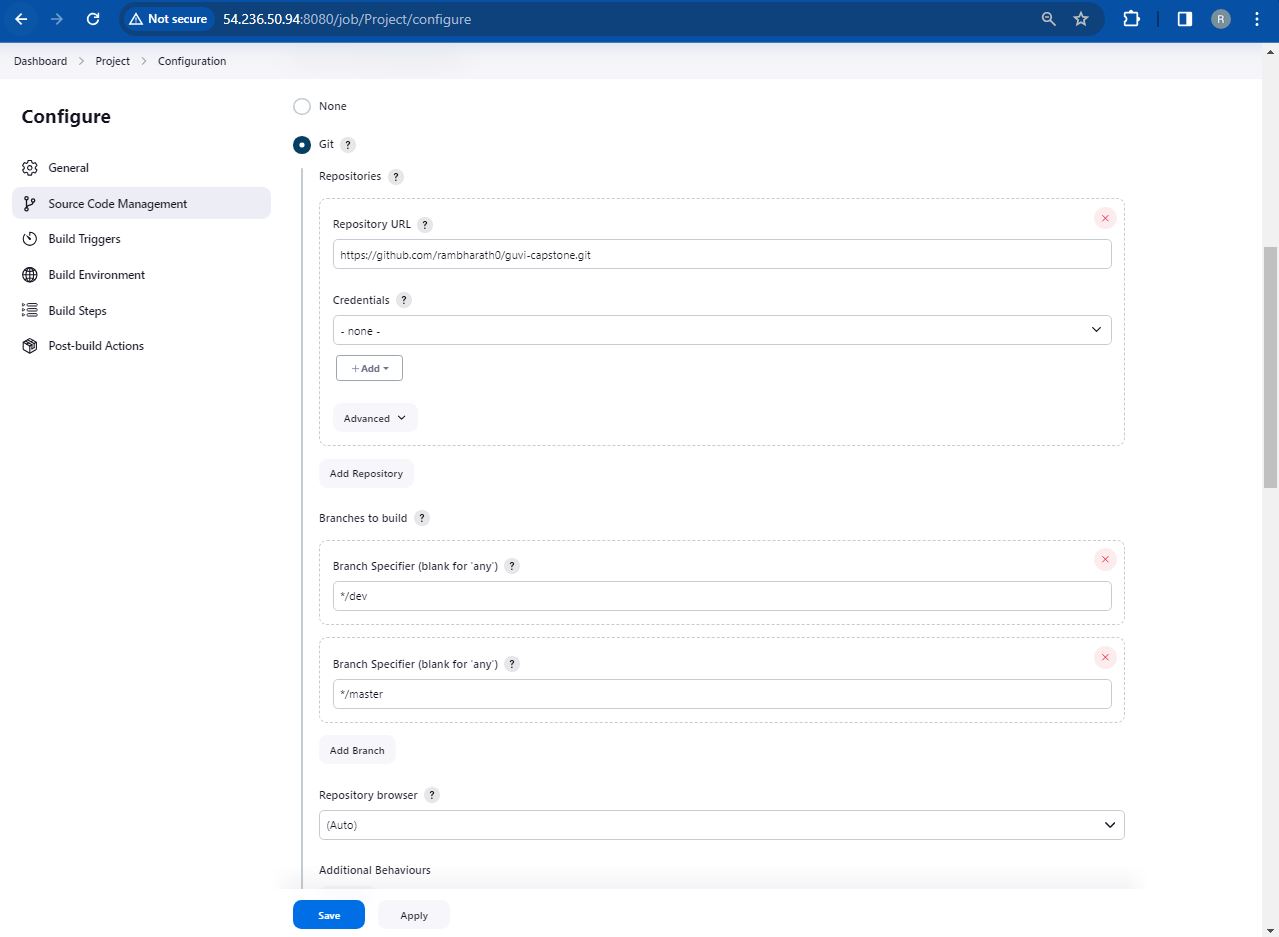 Not secure 54.236.50.94:8080/job/Project/configure R
Dashboard > Project > Configuration
Configure
General
Source Code Management
Build Triggers
Build Environment
Build Steps
Post-build Actions
None
Git ?
Repositories ?
Repository URL ?
https://github.com/rambharath0/guvi-capstone.git
Credentials ?
- none -
+ Add
Advanced
Add Repository
Branches to build ?
Branch Specifier (blank for 'any') ?
*/dev
Branch Specifier (blank for 'any') ?
*/master
Add Branch
Repository browser ?
(Auto)
Additional Behaviours
Save Apply